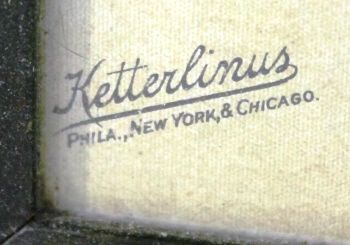 Ketterlinus
PHILA., NEW YORK, & CHICAGO.